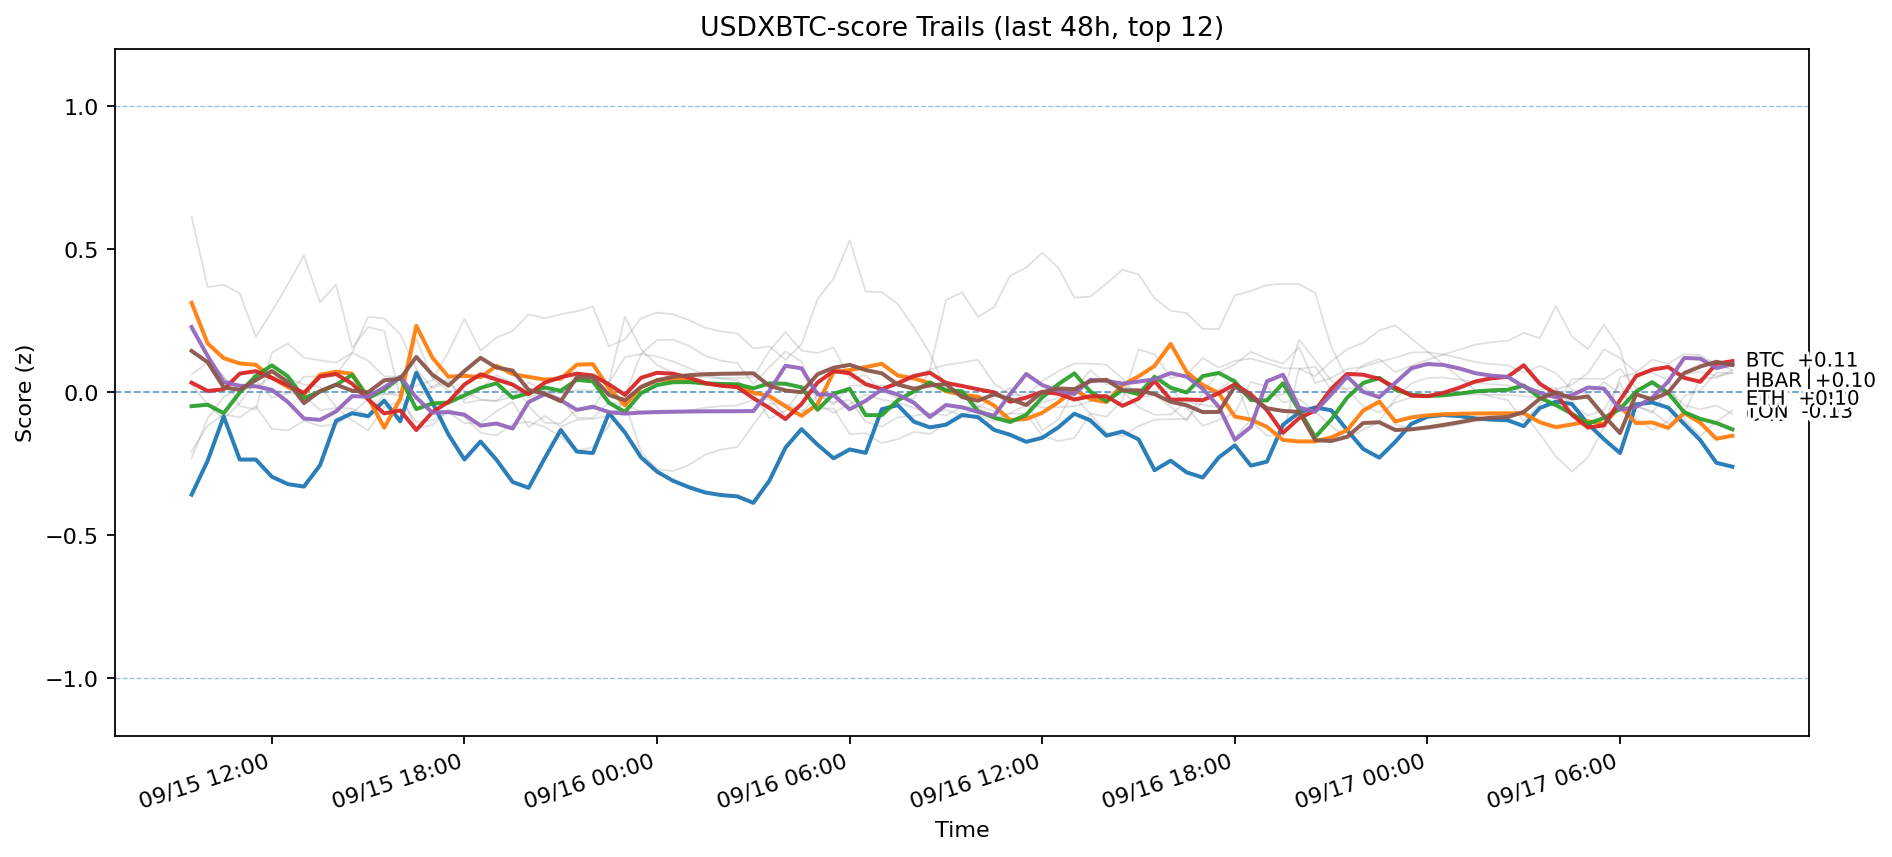 USDXBTC-score Trails (last 48h, top 12)
Score (z)
1.0
0.5
0.0
−0.5
−1.0
BTC +0.11
HBAR +0.10
ETH +0.10
TON -0.13
09/15 12:00
09/15 18:00
09/16 00:00
09/16 06:00
09/16 12:00
09/16 18:00
09/17 00:00
09/17 06:00
Time